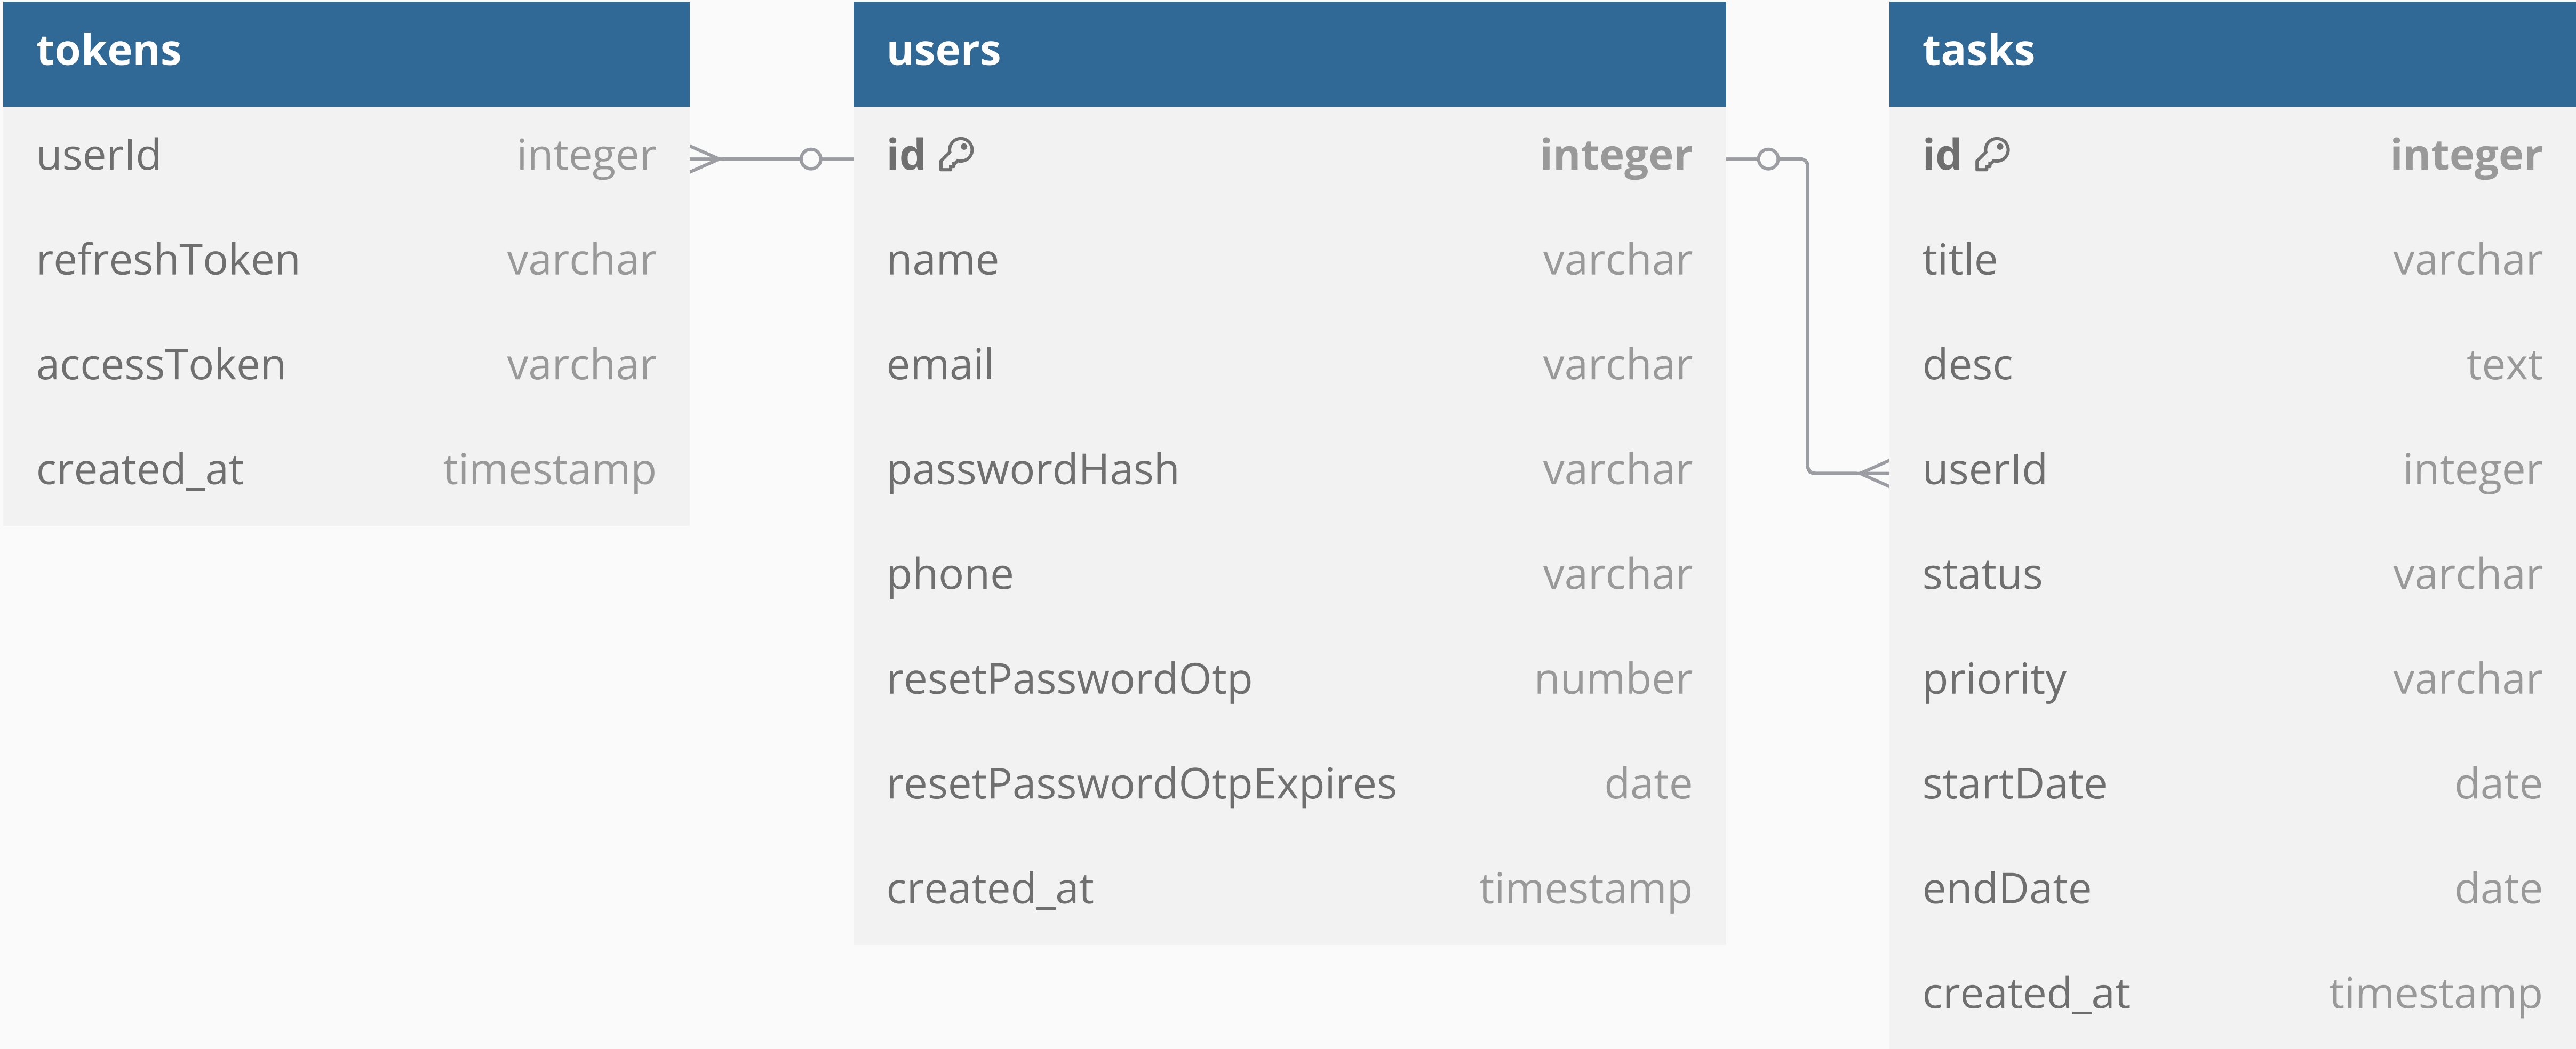 tokens
userId integer
refreshToken varchar
accessToken varchar
created_at timestamp
users
id integer
name varchar
email varchar
passwordHash varchar
phone varchar
resetPasswordOtp number
resetPasswordOtpExpires date
created_at timestamp
tasks
id integer
title varchar
desc text
userId integer
status varchar
priority varchar
startDate date
endDate date
created_at timestamp